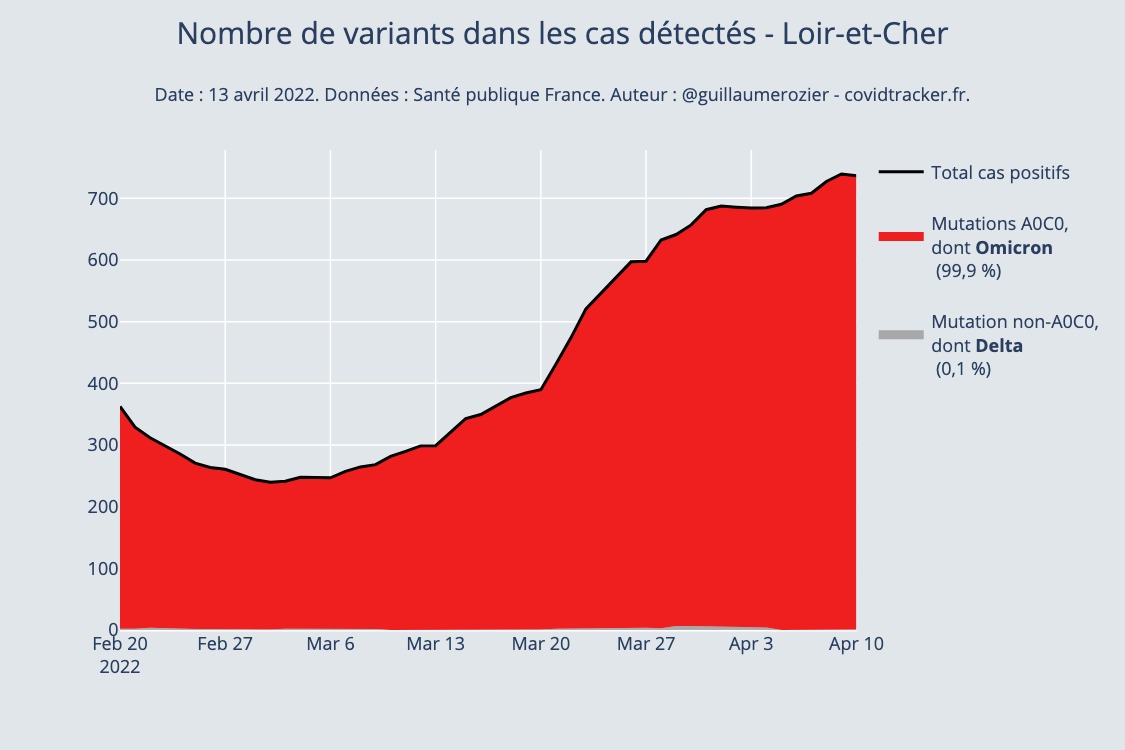 Nombre de variants dans les cas détectés - Loir-et-Cher
Date : 13 avril 2022. Données : Santé publique France. Auteur : @guillaumerozier - covidtracker.fr.
700
600
500
400
300
200
100
0
Feb 20
2022
Feb 27
Mar 6
Mar 13
Mar 20
Mar 27
Apr 3
Apr 10
Total cas positifs
Mutations A0C0,
dont Omicron
(99,9 %)
Mutation non-A0C0,
dont Delta
(0,1 %)